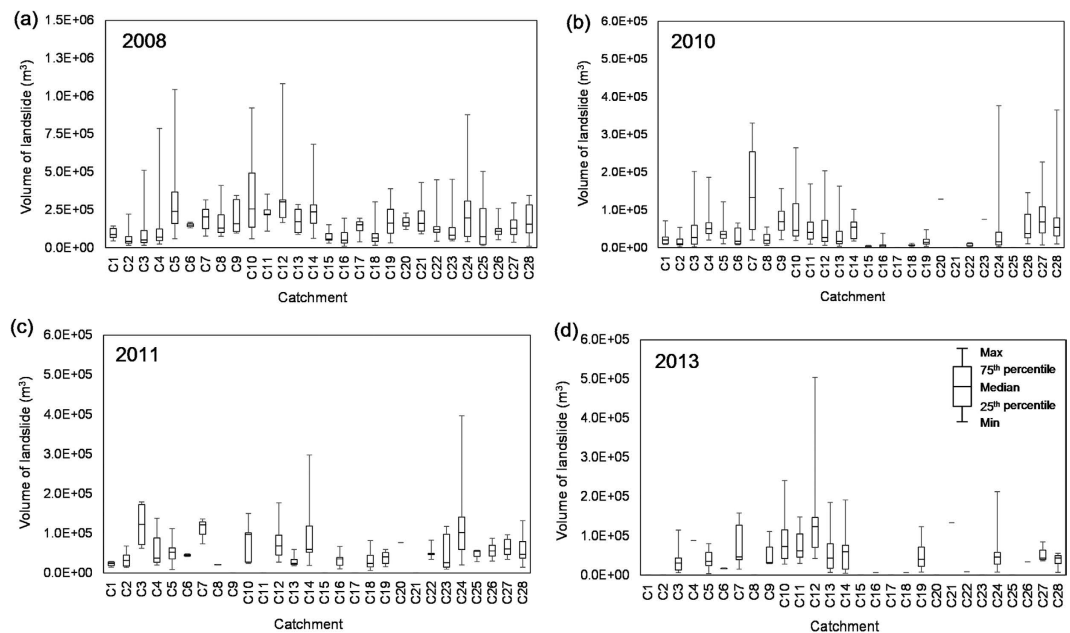 (a)
2008
1.5E+06
1.3E+06
1.0E+06
7.5E+05
5.0E+05
2.5E+05
0.0E+00
Volume of landslide (m³)
C1 C2 C3 C4 C5 C6 C7 C8 C9 C10 C11 C12 C13 C14 C15 C16 C17 C18 C19 C20 C21 C22 C23 C24 C25 C26 C27 C28
Catchment
(b)
2010
6.0E+05
5.0E+05
4.0E+05
3.0E+05
2.0E+05
1.0E+05
0.0E+00
Volume of landslide (m³)
C1 C2 C3 C4 C5 C6 C7 C8 C9 C10 C11 C12 C13 C14 C15 C16 C17 C18 C19 C20 C21 C22 C23 C24 C25 C26 C27 C28
Catchment
(c)
2011
6.0E+05
5.0E+05
4.0E+05
3.0E+05
2.0E+05
1.0E+05
0.0E+00
Volume of landslide (m³)
C1 C2 C3 C4 C5 C6 C7 C8 C9 C10 C11 C12 C13 C14 C15 C16 C17 C18 C19 C20 C21 C22 C23 C24 C25 C26 C27 C28
Catchment
(d)
2013
6.0E+05
5.0E+05
4.0E+05
3.0E+05
2.0E+05
1.0E+05
0.0E+00
Volume of landslide (m³)
Max
75th percentile
Median
25th percentile
Min
C1 C2 C3 C4 C5 C6 C7 C8 C9 C10 C11 C12 C13 C14 C15 C16 C17 C18 C19 C20 C21 C22 C23 C24 C25 C26 C27 C28
Catchment